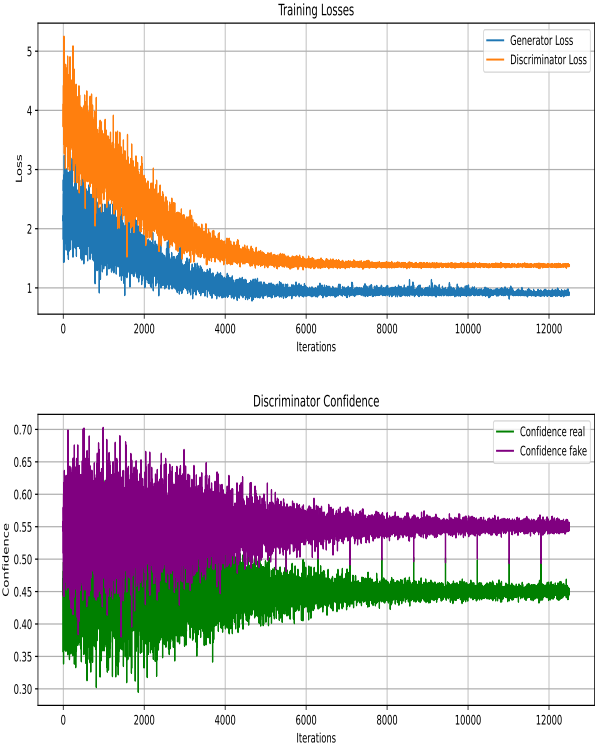 Training Losses
Generator Loss
Discriminator Loss
5
4
3
2
1
Loss
0 2000 4000 6000 8000 10000 12000
Iterations
Discriminator Confidence
Confidence real
Confidence fake
0.70
0.65
0.60
0.55
0.50
0.45
0.40
0.35
0.30
Confidence
0 2000 4000 6000 8000 10000 12000
Iterations